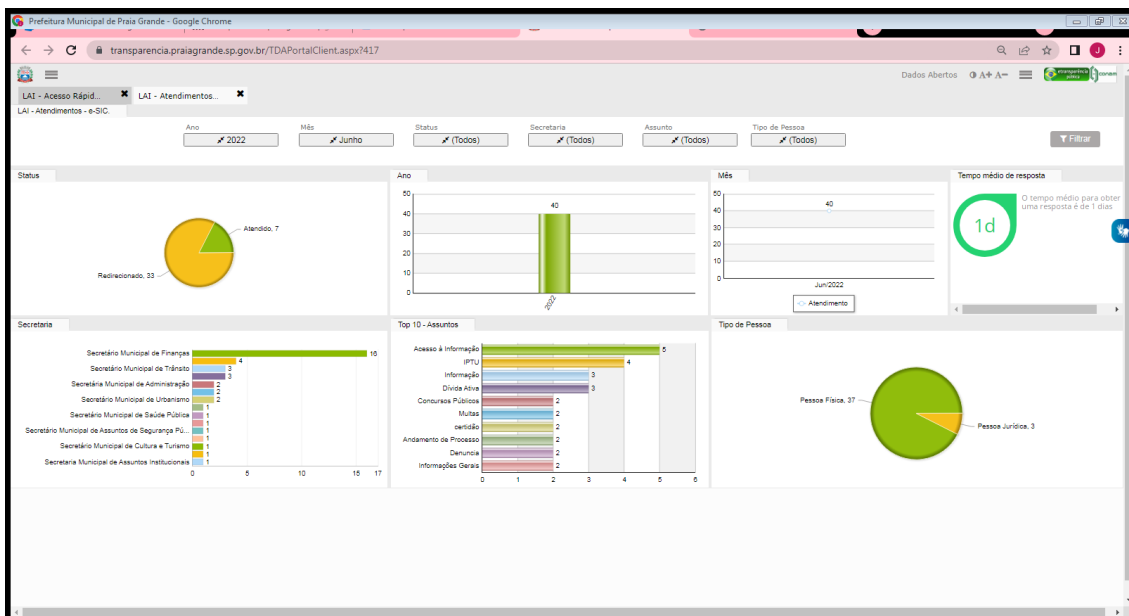 Prefeitura Municipal de Praia Grande - Google Chrome
transparencia.praiagrande.sp.gov.br/TDAPortalClient.aspx?417
J
Dados Abertos A+ A-
etransparência pública conam
LAI - Acesso Rápid... LAI - Atendimentos...
LAI - Atendimentos - e-SIC.
Ano Mês Status Secretaria Assunto Tipo de Pessoa
2022 Junho (Todos) (Todos) (Todos) (Todos) Filtrar
Status
Atendido, 7
Redirecionado, 33
Ano
50
40
30
20
10
0
40
2022
Mês
50
40
30
20
10
0
40
Jun/2022
Atendimento
Tempo médio de resposta
1d
O tempo médio para obter
uma resposta é de 1 dias
Secretaria
Secretário Municipal de Finanças 16
4
Secretário Municipal de Trânsito 3
3
Secretária Municipal de Administração 2
2
Secretário Municipal de Urbanismo 2
1
Secretário Municipal de Saúde Pública 1
1
Secretário Municipal de Assuntos de Segurança Pú... 1
1
Secretário Municipal de Cultura e Turismo 1
1
Secretaria Municipal de Assuntos Institucionais 1
0 5 10 15 17
Top 10 - Assuntos
Acesso à Informação 5
IPTU 4
Informação 3
Dívida Ativa 3
Concursos Públicos 2
Multas 2
certidão 2
Andamento de Processo 2
Denuncia 2
Informações Gerais 2
0 1 2 3 4 5 6
Tipo de Pessoa
Pessoa Física, 37
Pessoa Jurídica, 3